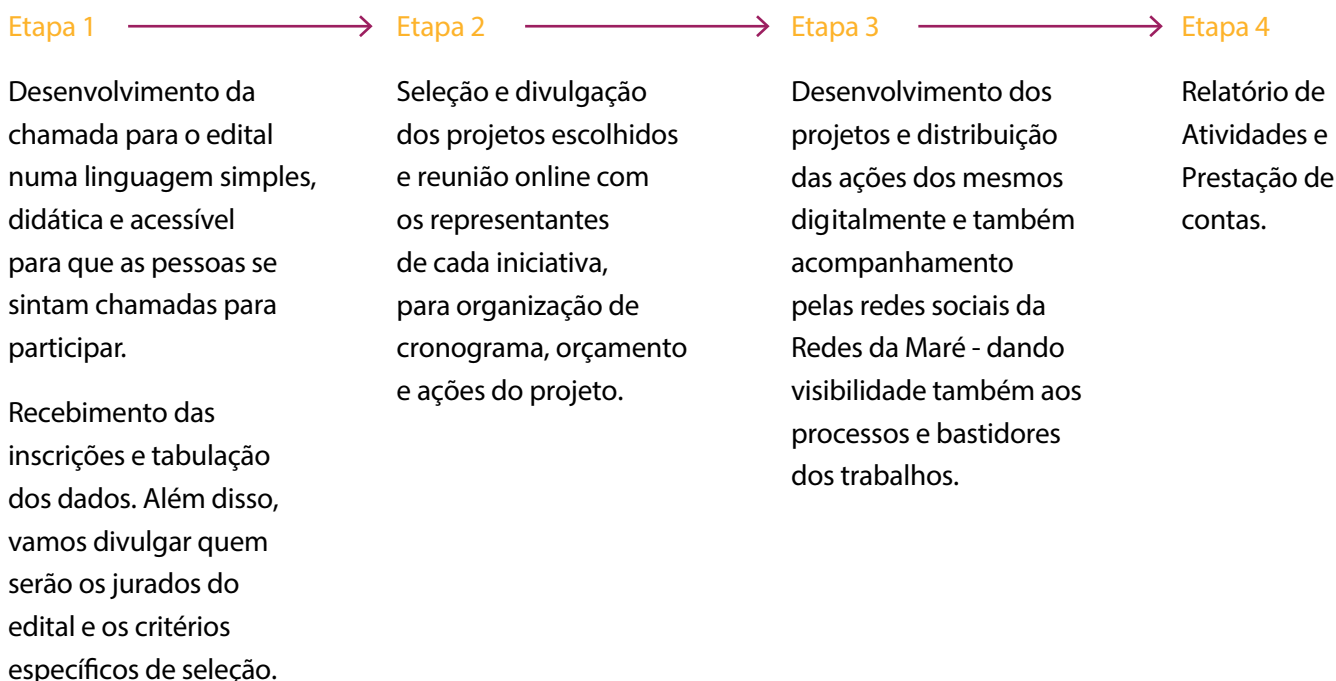 Etapa 1
Desenvolvimento da
chamada para o edital
numa linguagem simples,
didática e acessível
para que as pessoas se
sintam chamadas para
participar.
Recebimento das
inscrições e tabulação
dos dados. Além disso,
vamos divulgar quem
serão os jurados do
edital e os critérios
específicos de seleção.
Etapa 2
Seleção e divulgação
dos projetos escolhidos
e reunião online com
os representantes
de cada iniciativa,
para organização de
cronograma, orçamento
e ações do projeto.
Etapa 3
Desenvolvimento dos
projetos e distribuição
das ações dos mesmos
digitalmente e também
acompanhamento
pelas redes sociais da
Redes da Maré - dando
visibilidade também aos
processos e bastidores
dos trabalhos.
Etapa 4
Relatório de
Atividades e
Prestação de
contas.